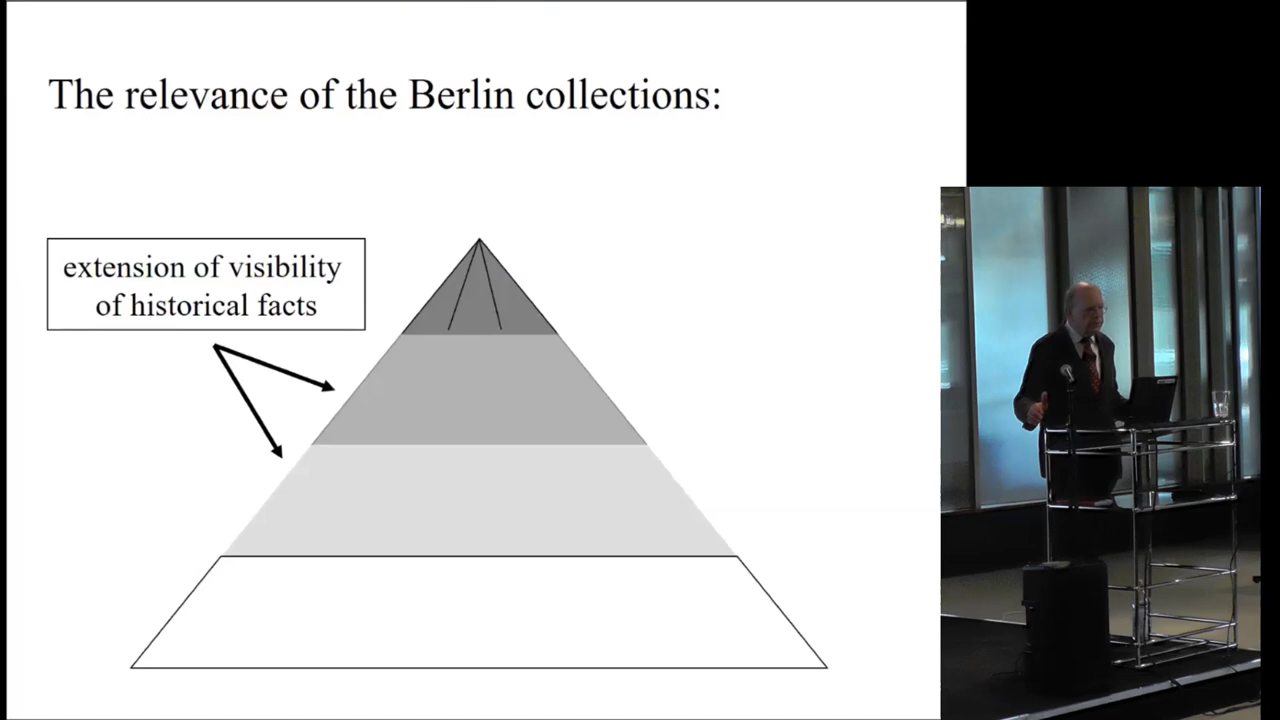 The relevance of the Berlin collections:
extension of visibility
of historical facts